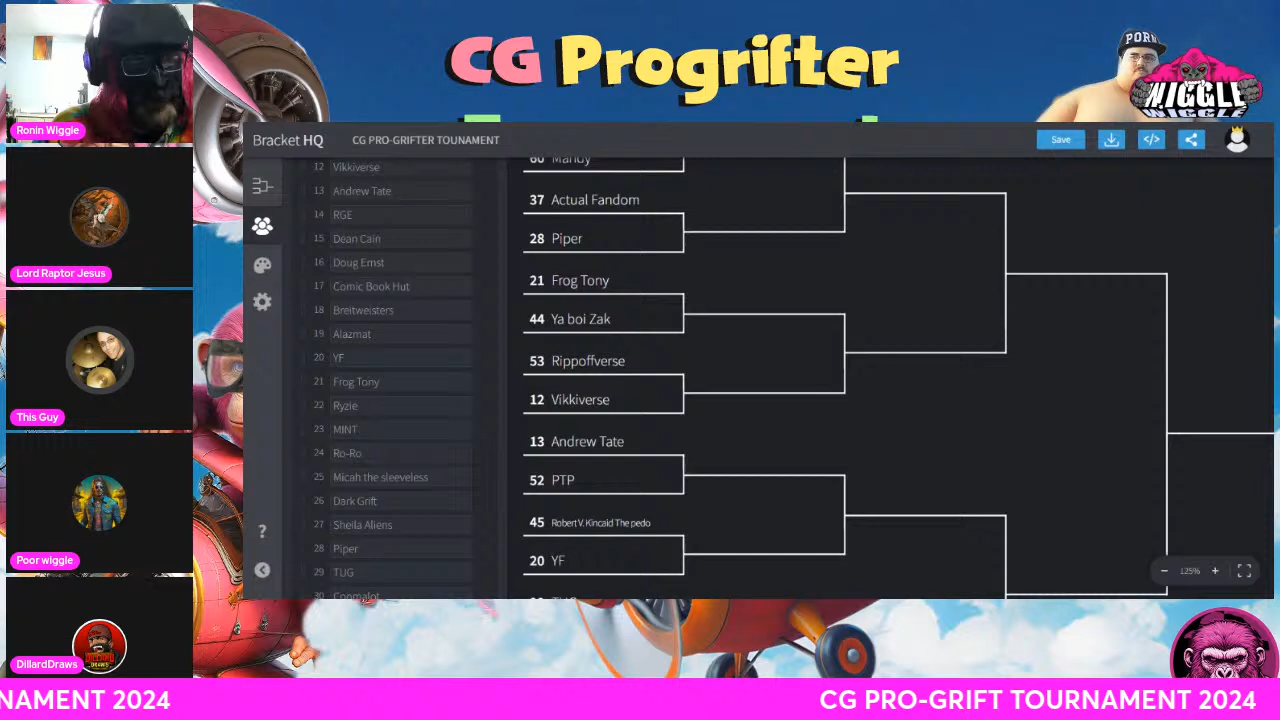 CG Progrifter
PORN
WIGGLE
WIGGLE
Ronin Wiggle
Lord Raptor Jesus
This Guy
Poor wiggle
DillardDraws
Bracket HQ
CG PRO-GRIFTER TOURNAMENT
Save
12 Vikkiverse
13 Andrew Tate
14 RGE
15 Dean Cain
16 Doug Ernst
17 Comic Book Hut
18 Breitweisters
19 Alazmat
20 YF
21 Frog Tony
22 Ryzie
23 MINT
24 Ro-Ro
25 Micah the sleeveless
26 Dark Grift
27 Sheila Aliens
28 Piper
29 TUG
60 Mandy
37 Actual Fandom
28 Piper
21 Frog Tony
44 Ya boi Zak
53 Rippoffverse
12 Vikkiverse
13 Andrew Tate
52 PTP
45 Robert V. Kincaid The pedo
20 YF
?
− 125% +
NAMENT 2024
CG PRO-GRIFT TOURNAMENT 2024